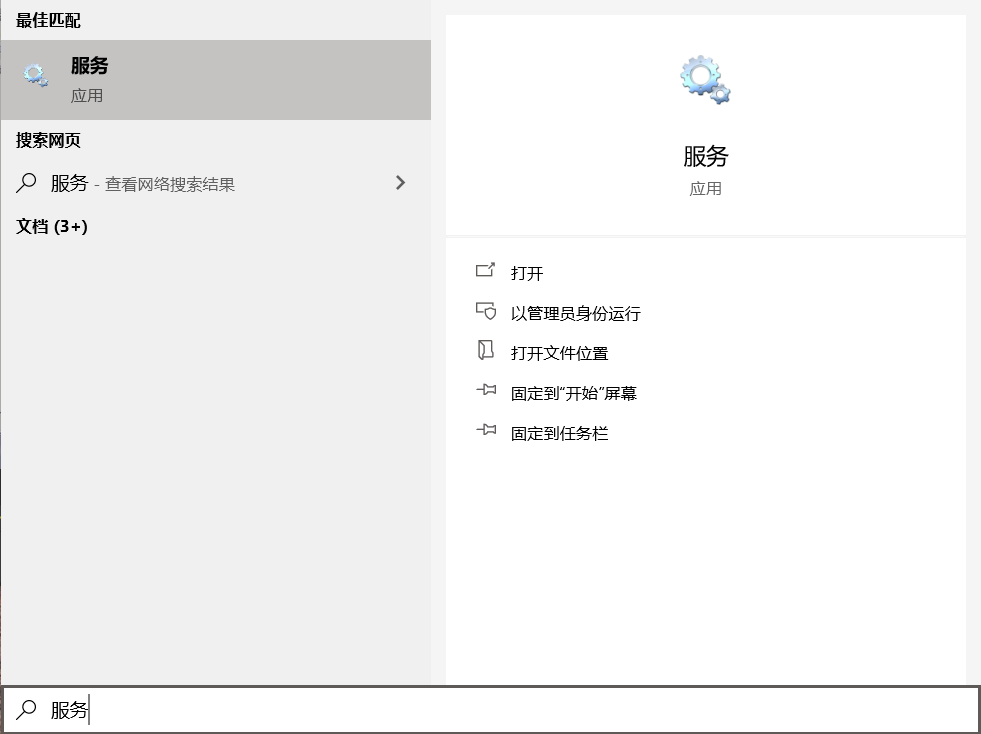 最佳匹配
服务
应用
搜索网页
服务 - 查看网络搜索结果
文档 (3+)
服务
应用
打开
以管理员身份运行
打开文件位置
固定到"开始"屏幕
固定到任务栏
服务